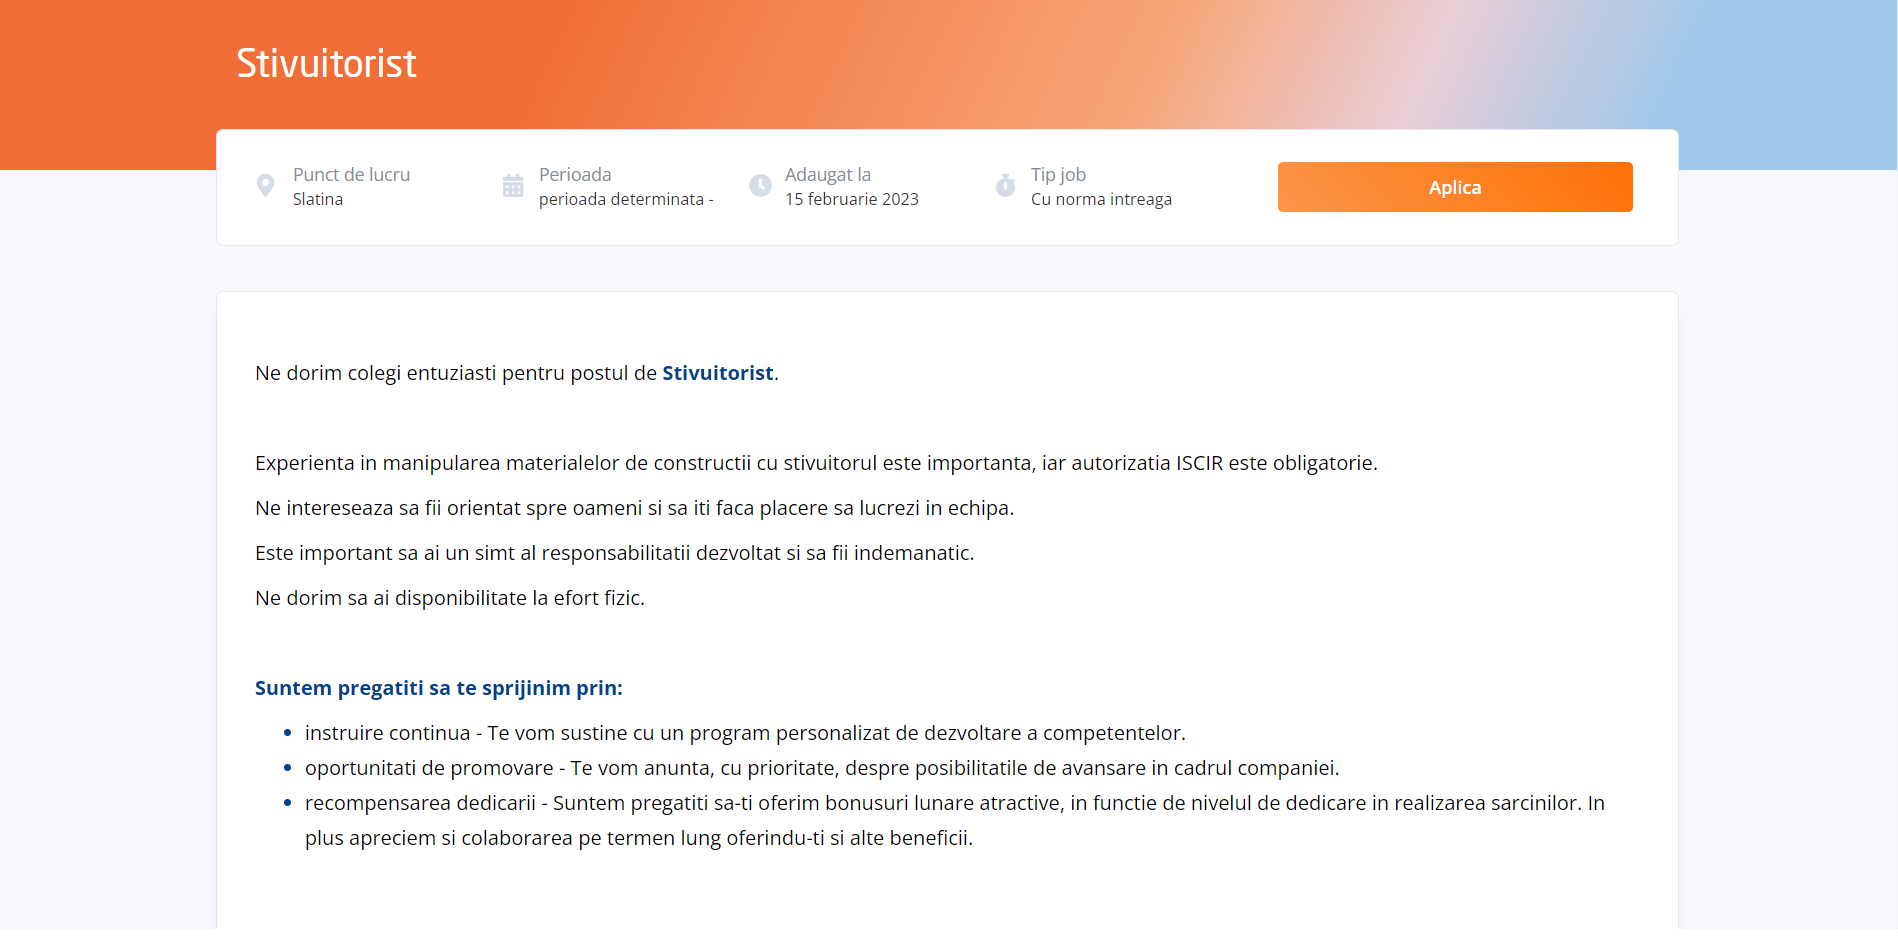 Stivuitorist
Punct de lucru
Slatina
Perioada
perioada determinata -
Adaugat la
15 februarie 2023
Tip job
Cu norma intreaga
Aplica
Ne dorim colegi entuziasti pentru postul de Stivuitorist.
Experienta in manipularea materialelor de constructii cu stivuitorul este importanta, iar autorizatia ISCIR este obligatorie.
Ne intereseaza sa fii orientat spre oameni si sa iti faca placere sa lucrezi in echipa.
Este important sa ai un simt al responsabilitatii dezvoltat si sa fii indemanatic.
Ne dorim sa ai disponibilitate la efort fizic.
Suntem pregatiti sa te sprijinim prin:
instruire continua - Te vom sustine cu un program personalizat de dezvoltare a competentelor.
oportunitati de promovare - Te vom anunta, cu prioritate, despre posibilitatile de avansare in cadrul companiei.
recompensarea dedicarii - Suntem pregatiti sa-ti oferim bonusuri lunare atractive, in functie de nivelul de dedicare in realizarea sarcinilor. In
plus apreciem si colaborarea pe termen lung oferindu-ti si alte beneficii.